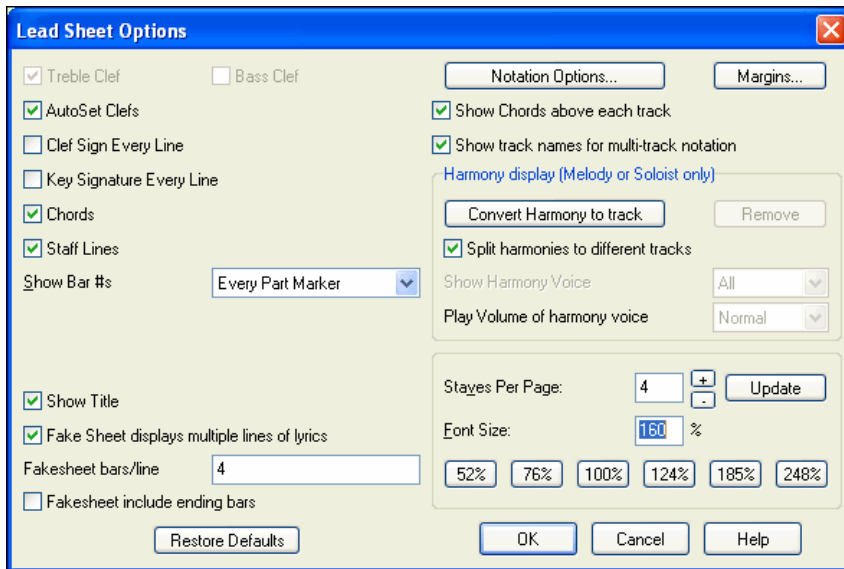 Lead Sheet Options
Treble Clef
Bass Clef
AutoSet Clefs
Clef Sign Every Line
Key Signature Every Line
Chords
Staff Lines
Show Bar #s
Every Part Marker
Show Title
Fake Sheet displays multiple lines of lyrics
Fakesheet bars/line
4
Fakesheet include ending bars
Restore Defaults
Notation Options...
Margins...
Show Chords above each track
Show track names for multi-track notation
Harmony display (Melody or Soloist only)
Convert Harmony to track
Remove
Split harmonies to different tracks
Show Harmony Voice
All
Play Volume of harmony voice
Normal
Staves Per Page:
4
+
-
Update
Font Size:
160
%
52%
76%
100%
124%
185%
248%
OK
Cancel
Help